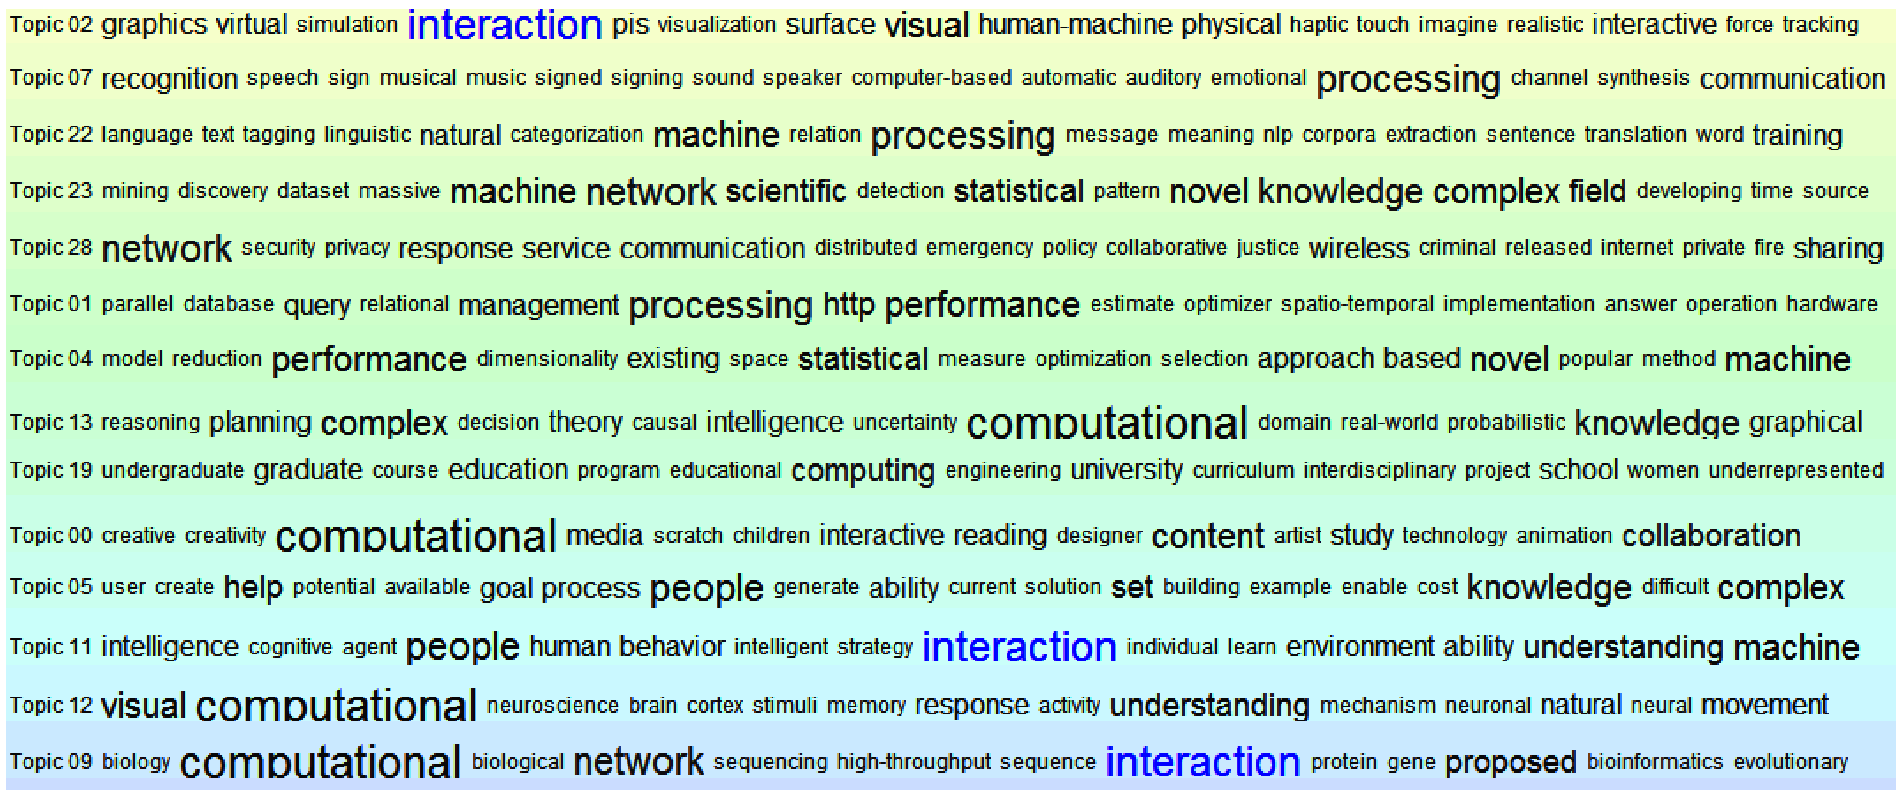 Topic 02 graphics virtual simulation interaction pis visualization surface visual human-machine physical haptic touch imagine realistic interactive force tracking
Topic 07 recognition speech sign musical music signed signing sound speaker computer-based automatic auditory emotional processing channel synthesis communication
Topic 22 language text tagging linguistic natural categorization machine relation processing message meaning nlp corpora extraction sentence translation word training
Topic 23 mining discovery dataset massive machine network scientific detection statistical pattern novel knowledge complex field developing time source
Topic 28 network security privacy response service communication distributed emergency policy collaborative justice wireless criminal released internet private fire sharing
Topic 01 parallel database query relational management processing http performance estimate optimizer spatio-temporal implementation answer operation hardware
Topic 04 model reduction performance dimensionality existing space statistical measure optimization selection approach based novel popular method machine
Topic 13 reasoning planning complex decision theory causal intelligence uncertainty computational domain real-world probabilistic knowledge graphical
Topic 19 undergraduate graduate course education program educational computing engineering university curriculum interdisciplinary project school women underrepresented
Topic 00 creative creativity computational media scratch children interactive reading designer content artist study technology animation collaboration
Topic 05 user create help potential available goal process people generate ability current solution set building example enable cost knowledge difficult complex
Topic 11 intelligence cognitive agent people human behavior intelligent strategy interaction individual learn environment ability understanding machine
Topic 12 visual computational neuroscience brain cortex stimuli memory response activity understanding mechanism neuronal natural neural movement
Topic 09 biology computational biological network sequencing high-throughput sequence interaction protein gene proposed bioinformatics evolutionary